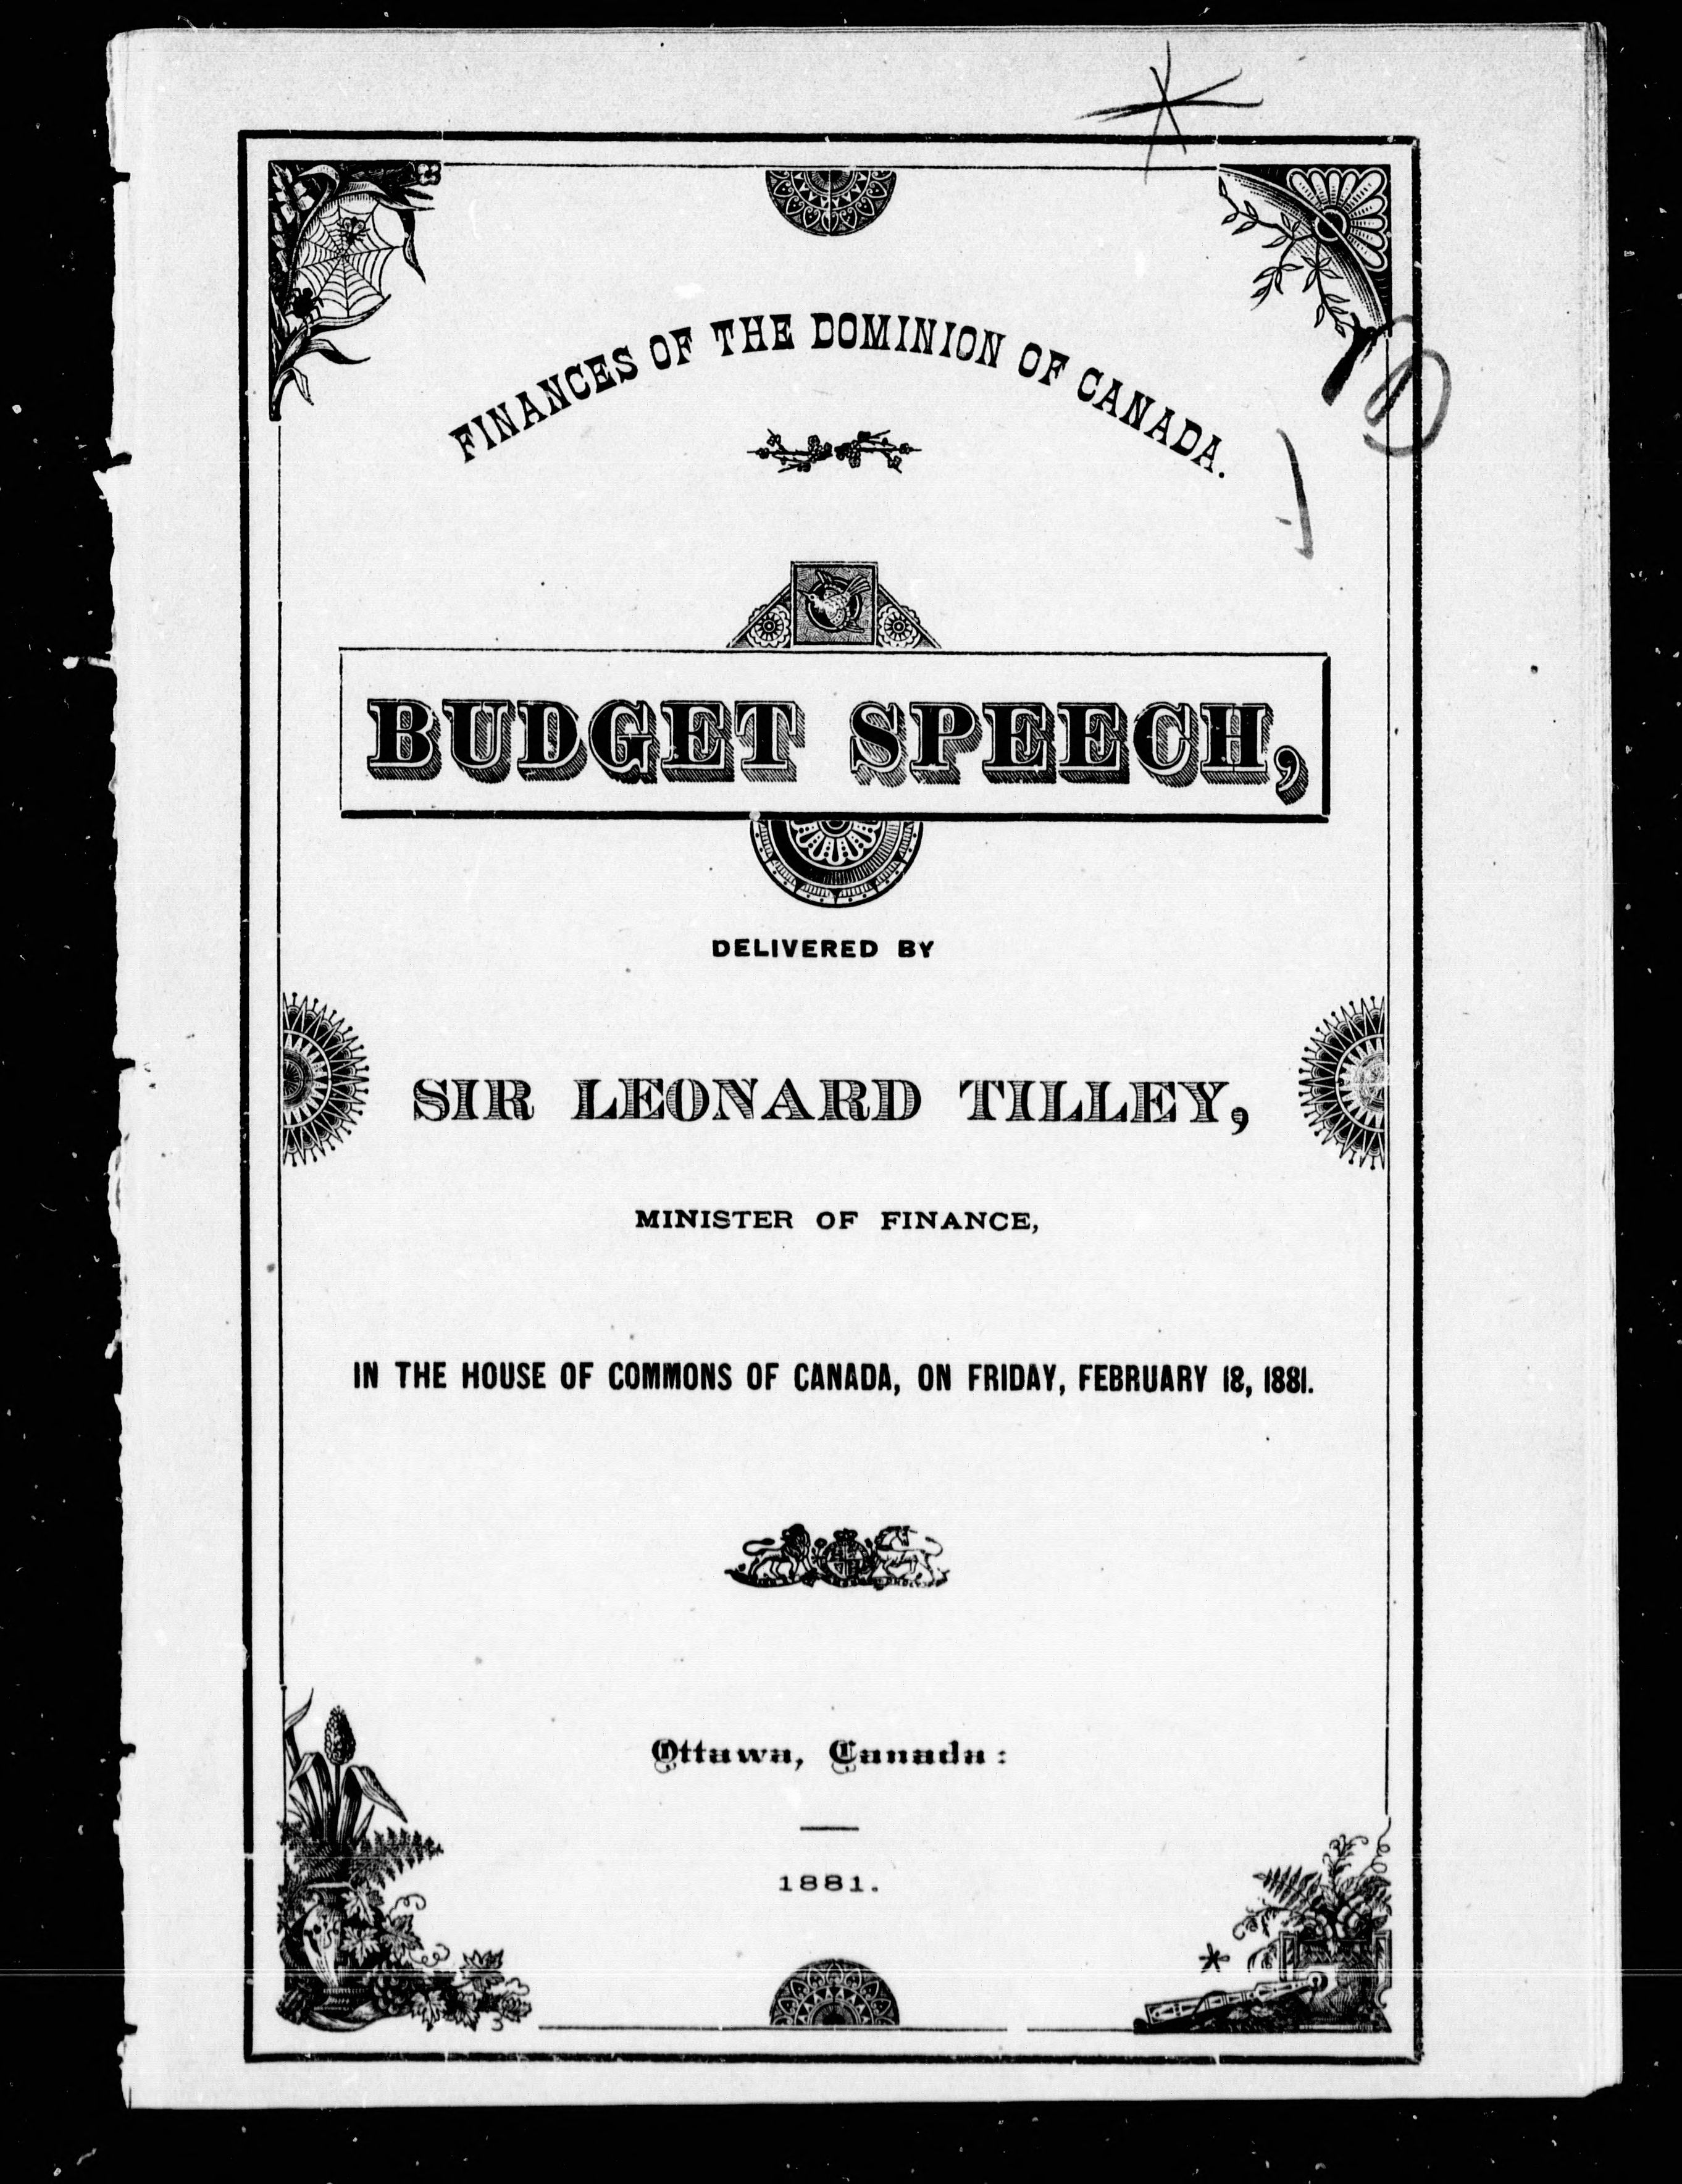 FINANCES OF THE DOMINION OF CANADA.
BUDGET SPEECH,
DELIVERED BY
SIR LEONARD TILLEY,
MINISTER OF FINANCE,
IN THE HOUSE OF COMMONS OF CANADA, ON FRIDAY, FEBRUARY 18, 1881.
Ottawa, Canada:
1881.